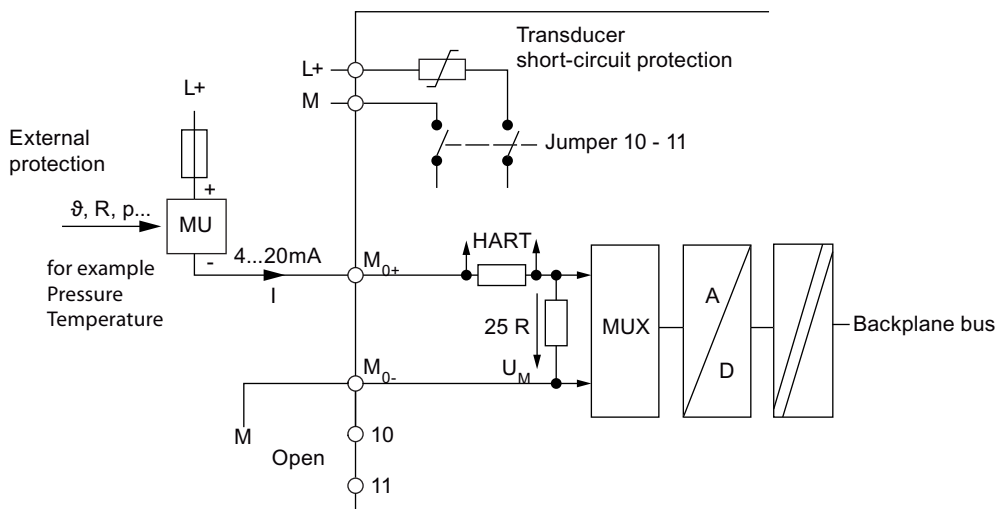 Transducer
short-circuit protection
L+
M
Jumper 10 - 11
L+
External
protection
+
ϑ, R, p...
MU
-
4...20mA
I
for example
Pressure
Temperature
M0+
HART
25 R
UM
MUX
A
D
Backplane bus
M0-
M
10
Open
11